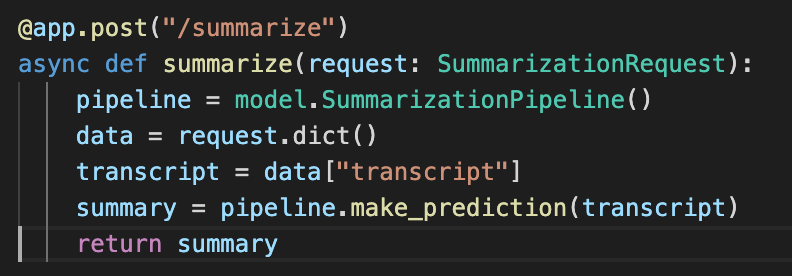 @app.post("/summarize")
async def summarize(request: SummarizationRequest):
    pipeline = model.SummarizationPipeline()
    data = request.dict()
    transcript = data["transcript"]
    summary = pipeline.make_prediction(transcript)
    return summary